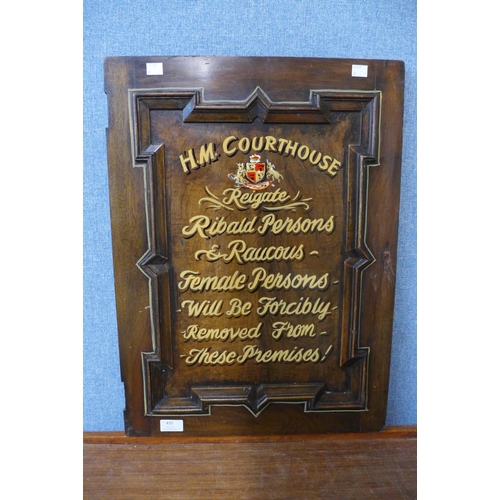 H.M. COURTHOUSE
Reigate
Ribald Persons
& Raucous -
Female Persons -
- Will Be Forcibly -
- Removed From -
- These Premises!